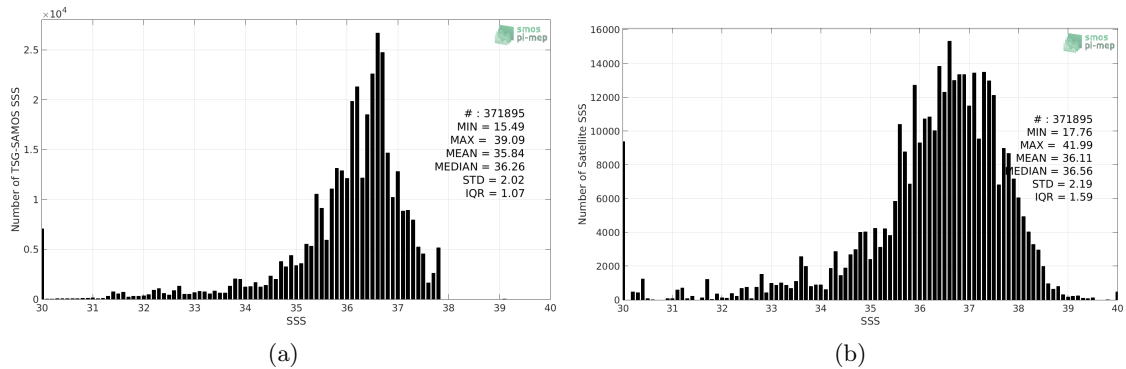 ×10⁴
2.5
2
1.5
1
0.5
0
Number of TSG-SAMOS SSS
30 31 32 33 34 35 36 37 38 39 40
SSS
smos
pi-mep
# : 371895
MIN = 15.49
MAX = 39.09
MEAN = 35.84
MEDIAN = 36.26
STD = 2.02
IQR = 1.07
(a)
16000
14000
12000
10000
8000
6000
4000
2000
0
Number of Satellite SSS
30 31 32 33 34 35 36 37 38 39 40
SSS
smos
pi-mep
# : 371895
MIN = 17.76
MAX = 41.99
MEAN = 36.11
MEDIAN = 36.56
STD = 2.19
IQR = 1.59
(b)